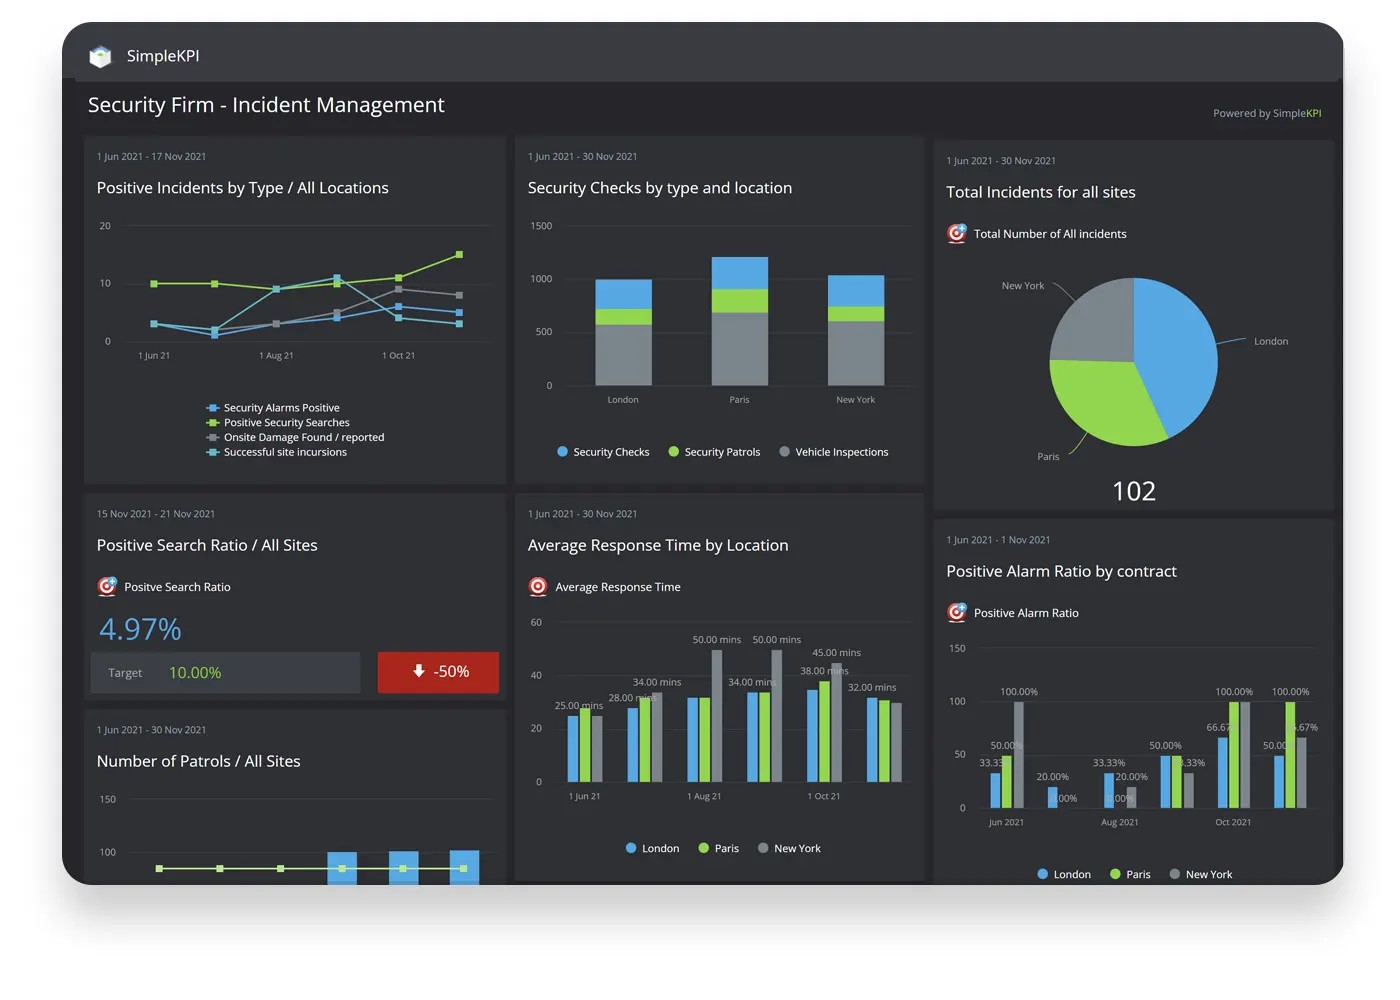 SimpleKPI
Security Firm - Incident Management
Powered by SimpleKPI
1 Jun 2021 - 17 Nov 2021
Positive Incidents by Type / All Locations
20
10
0
1 Jun 21
1 Aug 21
1 Oct 21
Security Alarms Positive
Positive Security Searches
Onsite Damage Found / reported
Successful site incursions
1 Jun 2021 - 30 Nov 2021
Security Checks by type and location
1500
1000
500
0
London
Paris
New York
Security Checks
Security Patrols
Vehicle Inspections
1 Jun 2021 - 30 Nov 2021
Total Incidents for all sites
Total Number of All incidents
New York
London
Paris
102
15 Nov 2021 - 21 Nov 2021
Positive Search Ratio / All Sites
Positve Search Ratio
4.97%
Target 10.00%
-50%
1 Jun 2021 - 30 Nov 2021
Number of Patrols / All Sites
150
100
1 Jun 2021 - 30 Nov 2021
Average Response Time by Location
Average Response Time
60
40
20
0
25.00 mins
28.00 mins
34.00 mins
50.00 mins
34.00 mins
50.00 mins
38.00 mins
45.00 mins
32.00 mins
1 Jun 21
1 Aug 21
1 Oct 21
London
Paris
New York
1 Jun 2021 - 1 Nov 2021
Positive Alarm Ratio by contract
Positive Alarm Ratio
150
100
50
0
50.00%
100.00%
20.00%
33.33%
20.00%
50.00%
100.00%
100.00%
Jun 2021
Aug 2021
Oct 2021
London
Paris
New York